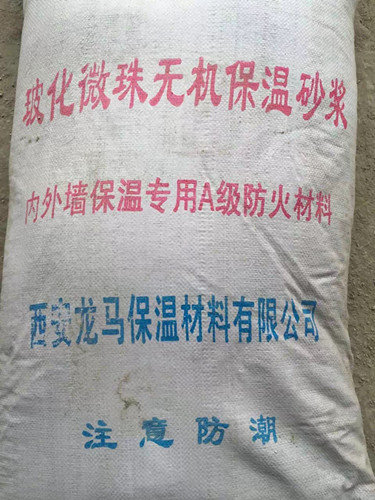 玻化微珠无机保温砂浆
内外墙保温专用A级防火材料
西安龙马保温材料有限公司
注意防潮